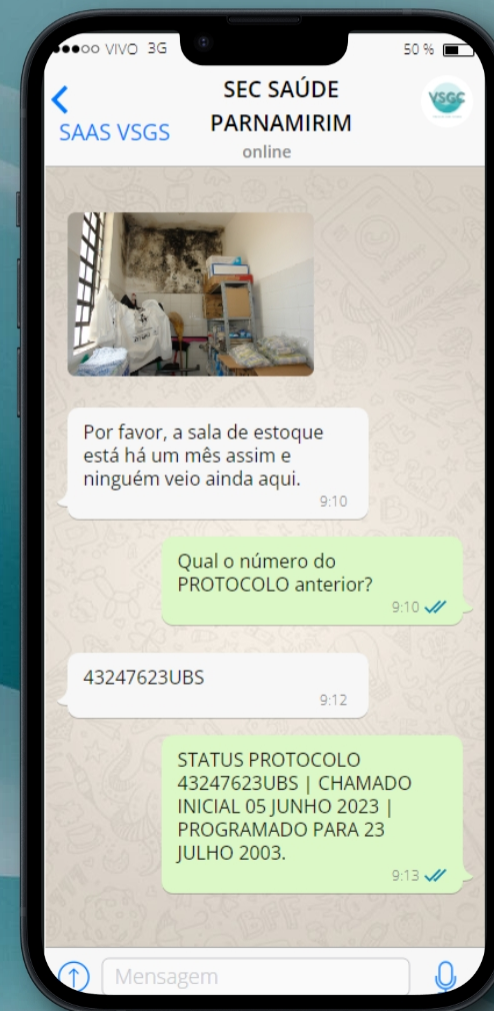 VIVO 3G
50 %
SAAS VSGS
SEC SAÚDE
PARNAMIRIM
online
VSGC
Por favor, a sala de estoque
está há um mês assim e
ninguém veio ainda aqui.
9:10
Qual o número do
PROTOCOLO anterior?
9:10
43247623UBS
9:12
STATUS PROTOCOLO
43247623UBS | CHAMADO
INICIAL 05 JUNHO 2023 |
PROGRAMADO PARA 23
JULHO 2003.
9:13
Mensagem